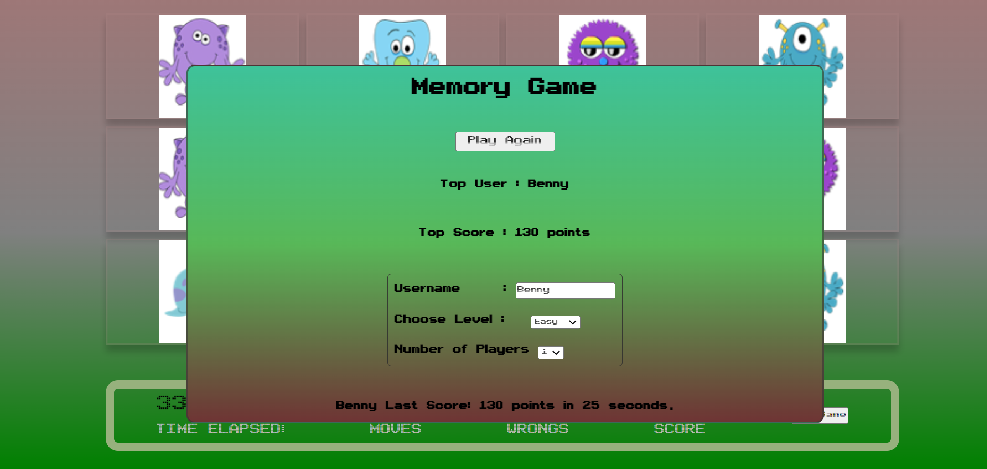 Memory Game
Play Again
Top User : Benny
Top Score : 130 points
Username : Benny
Choose Level : Easy
Number of Players 1
Benny Last Score! 130 points in 25 seconds.
33
TIME ELAPSED: MOVES WRONGS SCORE